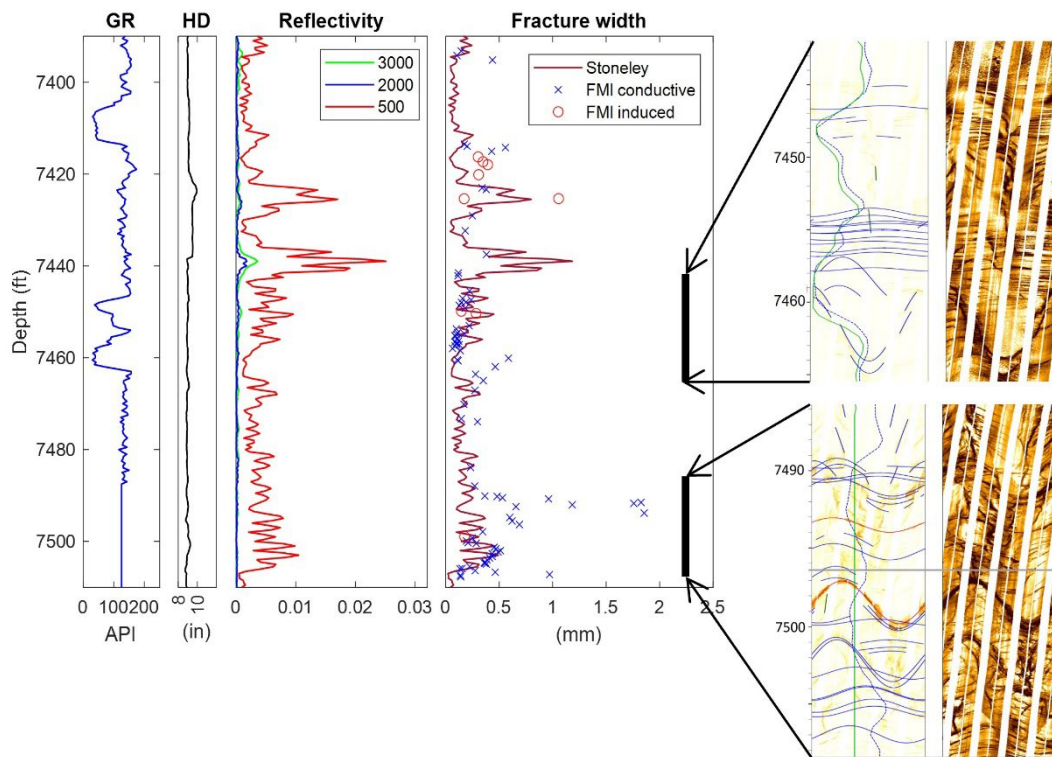 GR HD Reflectivity Fracture width
3000
2000
500
Stoneley
FMI conductive
FMI induced
7400
7420
7440
7460
7480
7500
Depth (ft)
7450
7460
7490
7500
0 100 200
8 10
0 0.01 0.02 0.03
0 0.5 1 1.5 2 2.5
API
(in)
(mm)